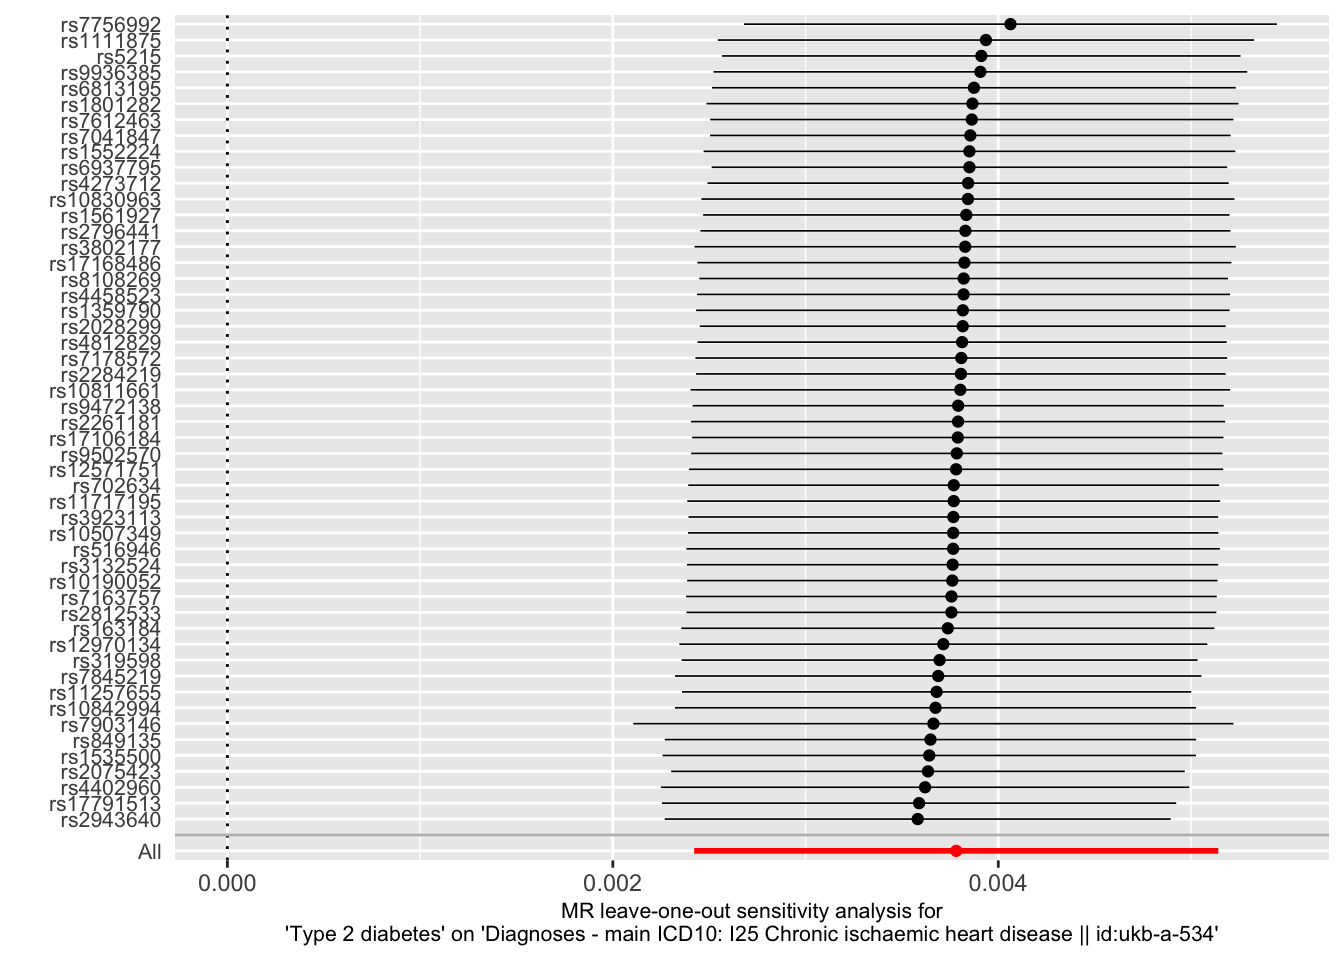 rs7756992
rs1111875
rs5215
rs9936385
rs6813195
rs1801282
rs7612463
rs7041847
rs1552224
rs6937795
rs4273712
rs10830963
rs1561927
rs2796441
rs3802177
rs17168486
rs8108269
rs4458523
rs1359790
rs2028299
rs4812829
rs7178572
rs2284219
rs10811661
rs9472138
rs2261181
rs17106184
rs9502570
rs12571751
rs702634
rs11717195
rs3923113
rs10507349
rs516946
rs3132524
rs10190052
rs7163757
rs2812533
rs163184
rs12970134
rs319598
rs7845219
rs11257655
rs10842994
rs7903146
rs849135
rs1535500
rs2075423
rs4402960
rs17791513
rs2943640
All
0.000 0.002 0.004
MR leave-one-out sensitivity analysis for
'Type 2 diabetes' on 'Diagnoses - main ICD10: I25 Chronic ischaemic heart disease || id:ukb-a-534'